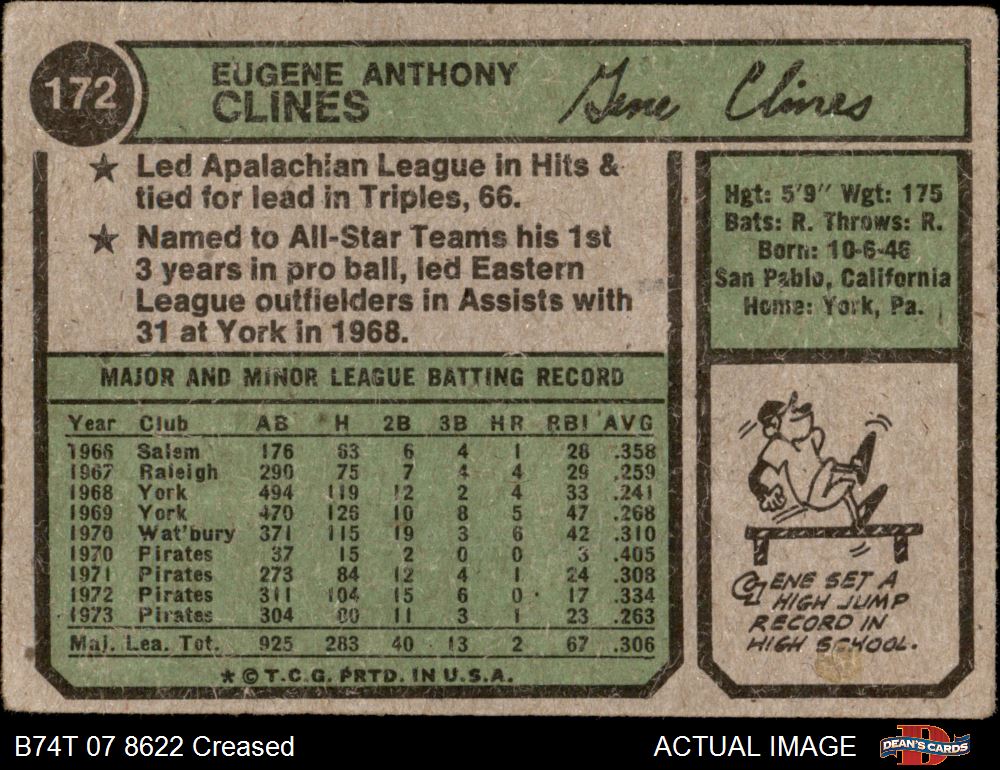 172
EUGENE ANTHONY
CLINES
Gene Clines
★ Led Apalachian League in Hits &
tied for lead in Triples, 66.
★ Named to All-Star Teams his 1st
3 years in pro ball, led Eastern
League outfielders in Assists with
31 at York in 1968.
Hgt: 5'9" Wgt: 175
Bats: R. Throws: R.
Born: 10-6-46
San Pablo, California
Home: York, Pa.
MAJOR AND MINOR LEAGUE BATTING RECORD
Year Club AB H 2B 3B HR RBI AVG
1966 Salem 176 63 6 4 1 28 .358
1967 Raleigh 290 75 7 4 4 29 .259
1968 York 494 119 12 2 4 33 .241
1969 York 470 126 10 8 5 47 .268
1970 Wat'bury 371 115 19 3 6 42 .310
1970 Pirates 37 15 2 0 0 3 .405
1971 Pirates 273 84 12 4 1 24 .308
1972 Pirates 311 104 15 6 0 17 .334
1973 Pirates 304 80 11 3 1 23 .263
Maj. Lea. Tot. 925 283 40 13 2 67 .306
★ © T.C.G. PRTD. IN U.S.A.
GENE SET A
HIGH JUMP
RECORD IN
HIGH SCHOOL.
B74T 07 8622 Creased
ACTUAL IMAGE
DEAN'S CARDS